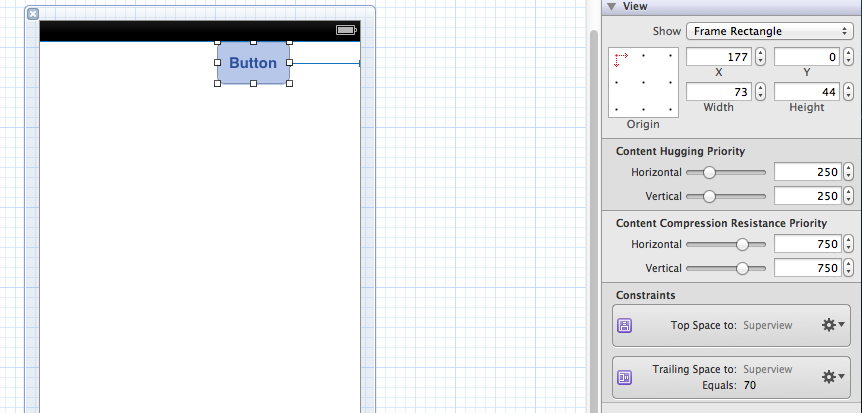 View
Show Frame Rectangle
177 0
X Y
73 44
Width Height
Origin
Button
Content Hugging Priority
Horizontal 250
Vertical 250
Content Compression Resistance Priority
Horizontal 750
Vertical 750
Constraints
Top Space to: Superview
Trailing Space to: Superview
Equals: 70